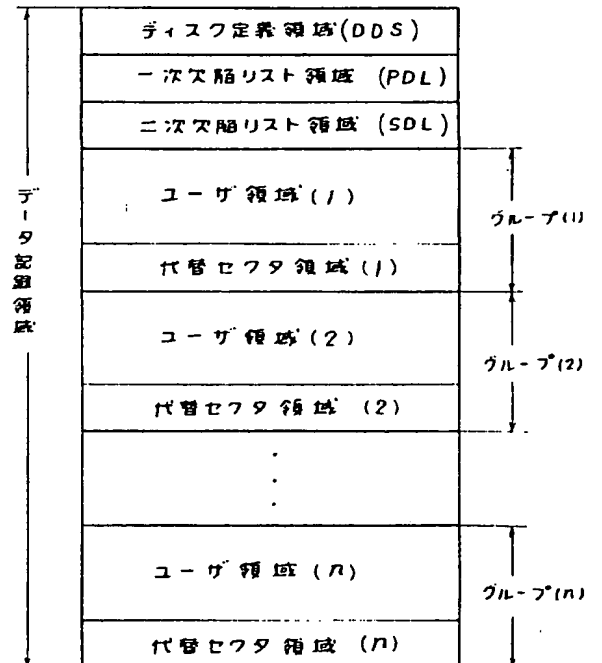 ディスク定義領域(DDS)
一次欠陥リスト領域 (PDL)
二次欠陥リスト領域 (SDL)
ユーザ領域(1)
代替セクタ領域(1)
グループ(1)
ユーザ領域(2)
代替セクタ領域 (2)
グループ(2)
データ記録領域
ユーザ領域 (n)
代替セクタ領域 (n)
グループ(n)